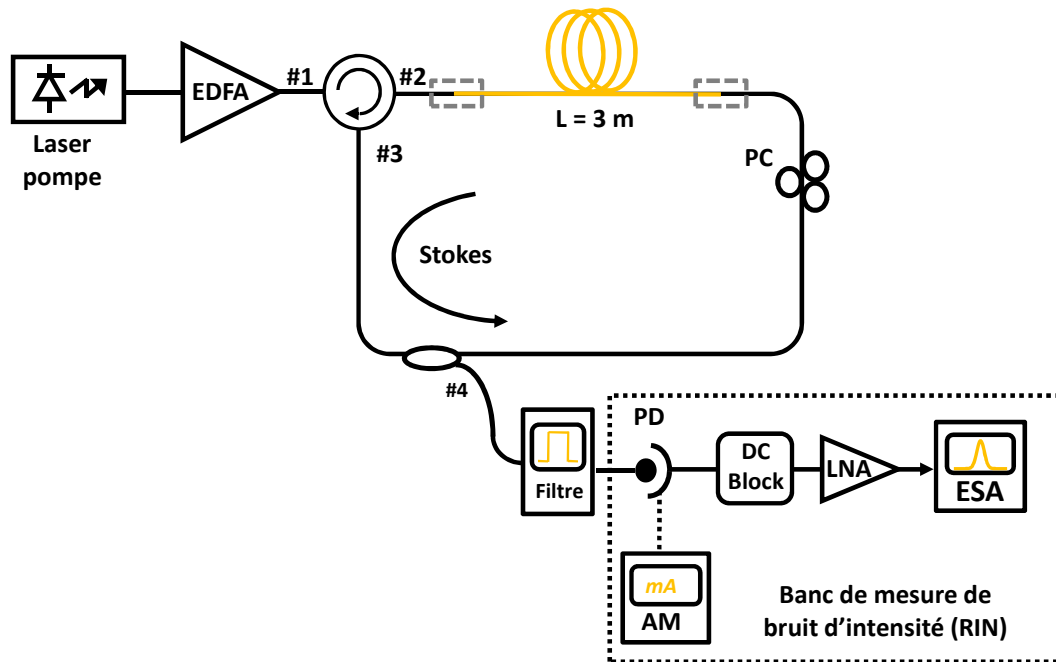 EDFA
#1
#2
Laser
pompe
#3
L = 3 m
PC
Stokes
#4
Filtre
PD
DC
Block
LNA
ESA
mA
AM
Banc de mesure de
bruit d’intensité (RIN)